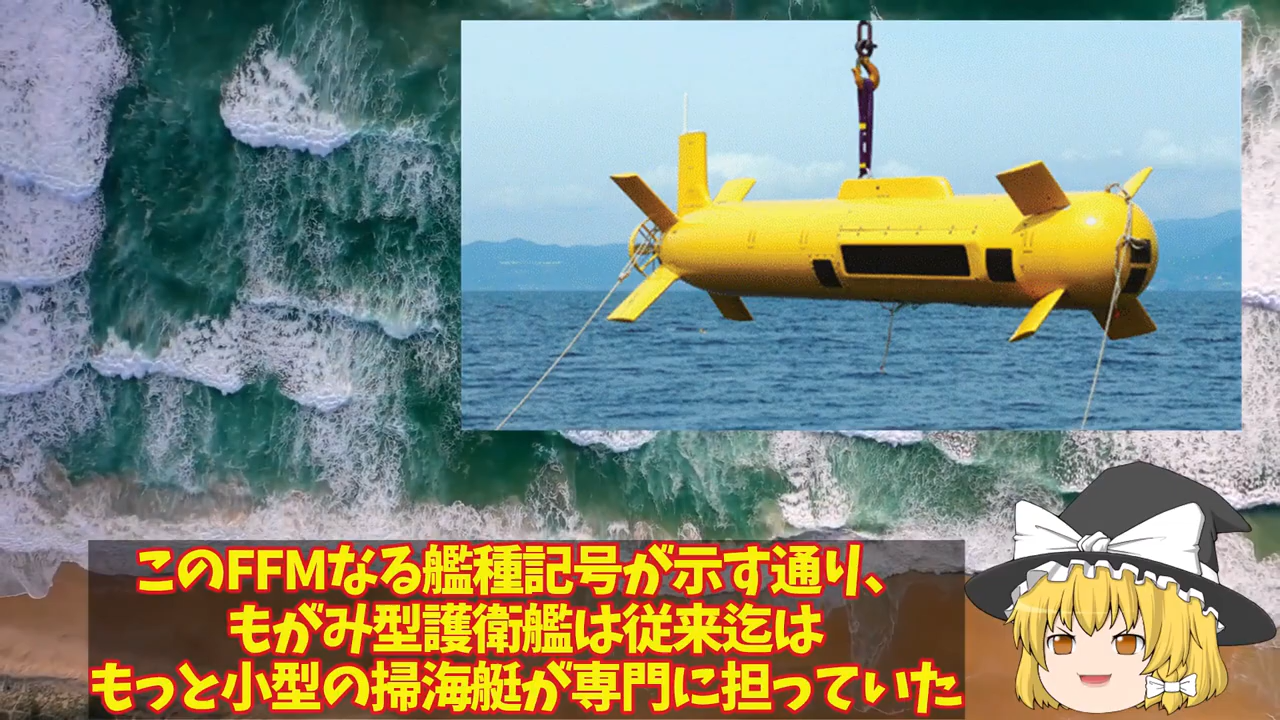 このFFMなる艦種記号が示す通り、
もがみ型護衛艦は従来迄は
もっと小型の掃海艇が専門に担っていた